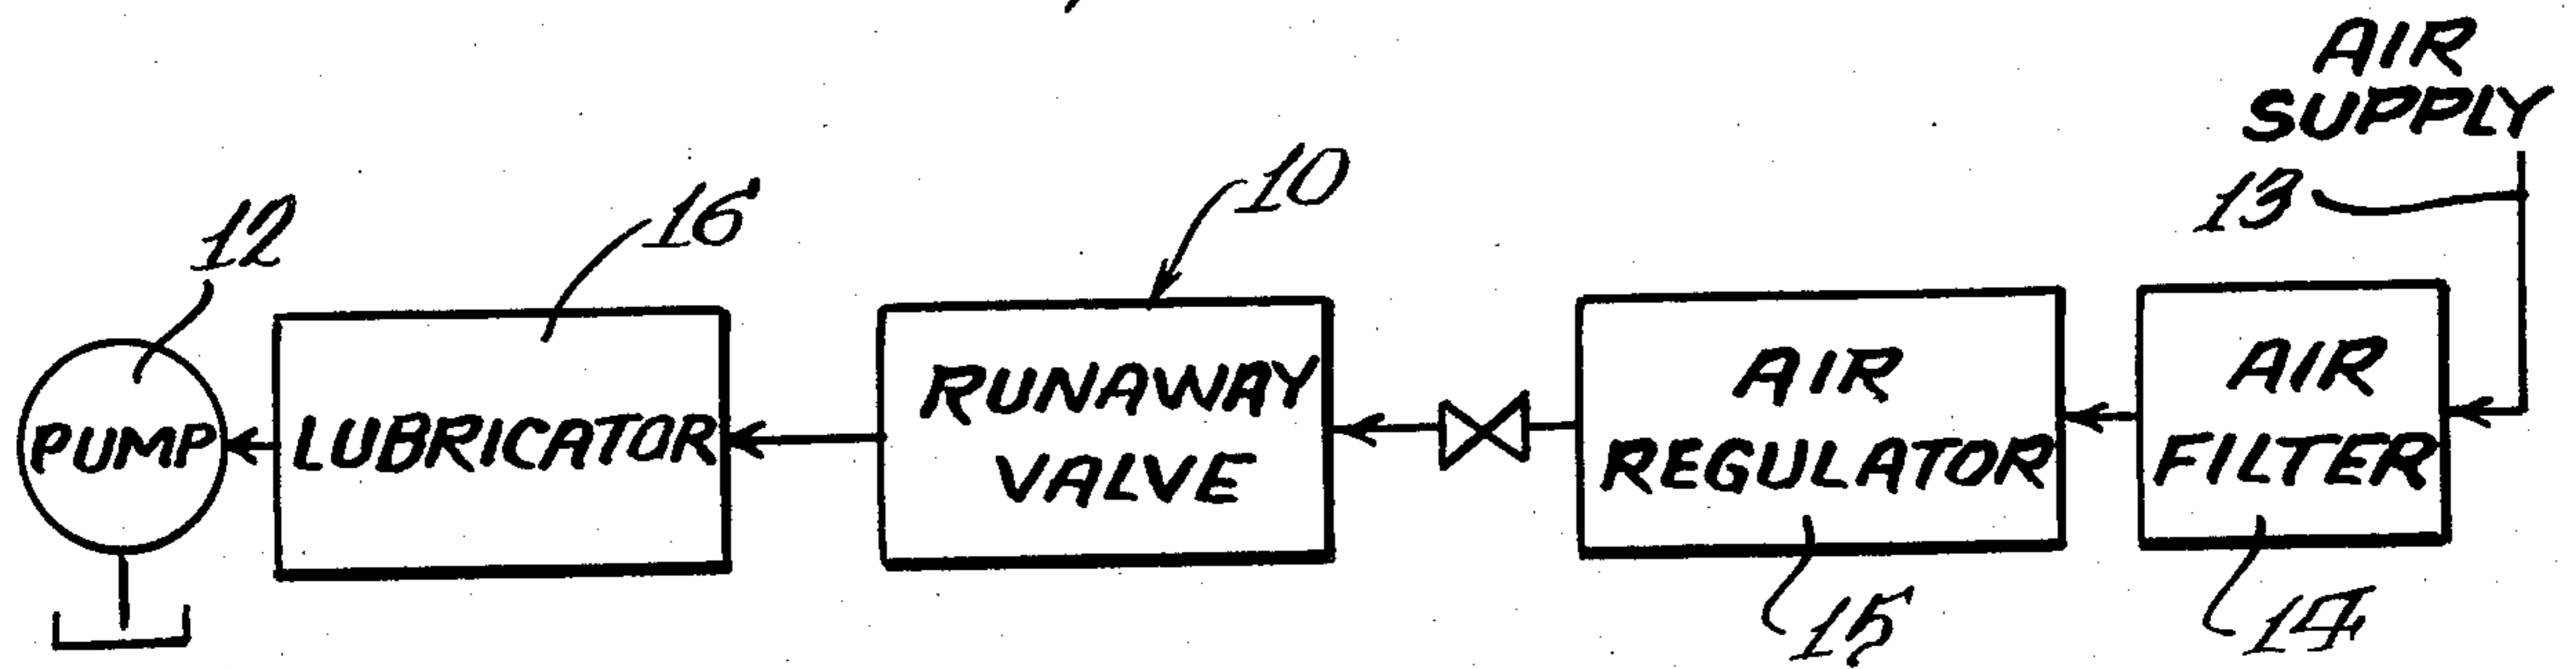 AIR
SUPPLY
13
10
16
12
PUMP
LUBRICATOR
RUNAWAY
VALVE
AIR
REGULATOR
AIR
FILTER
15
14